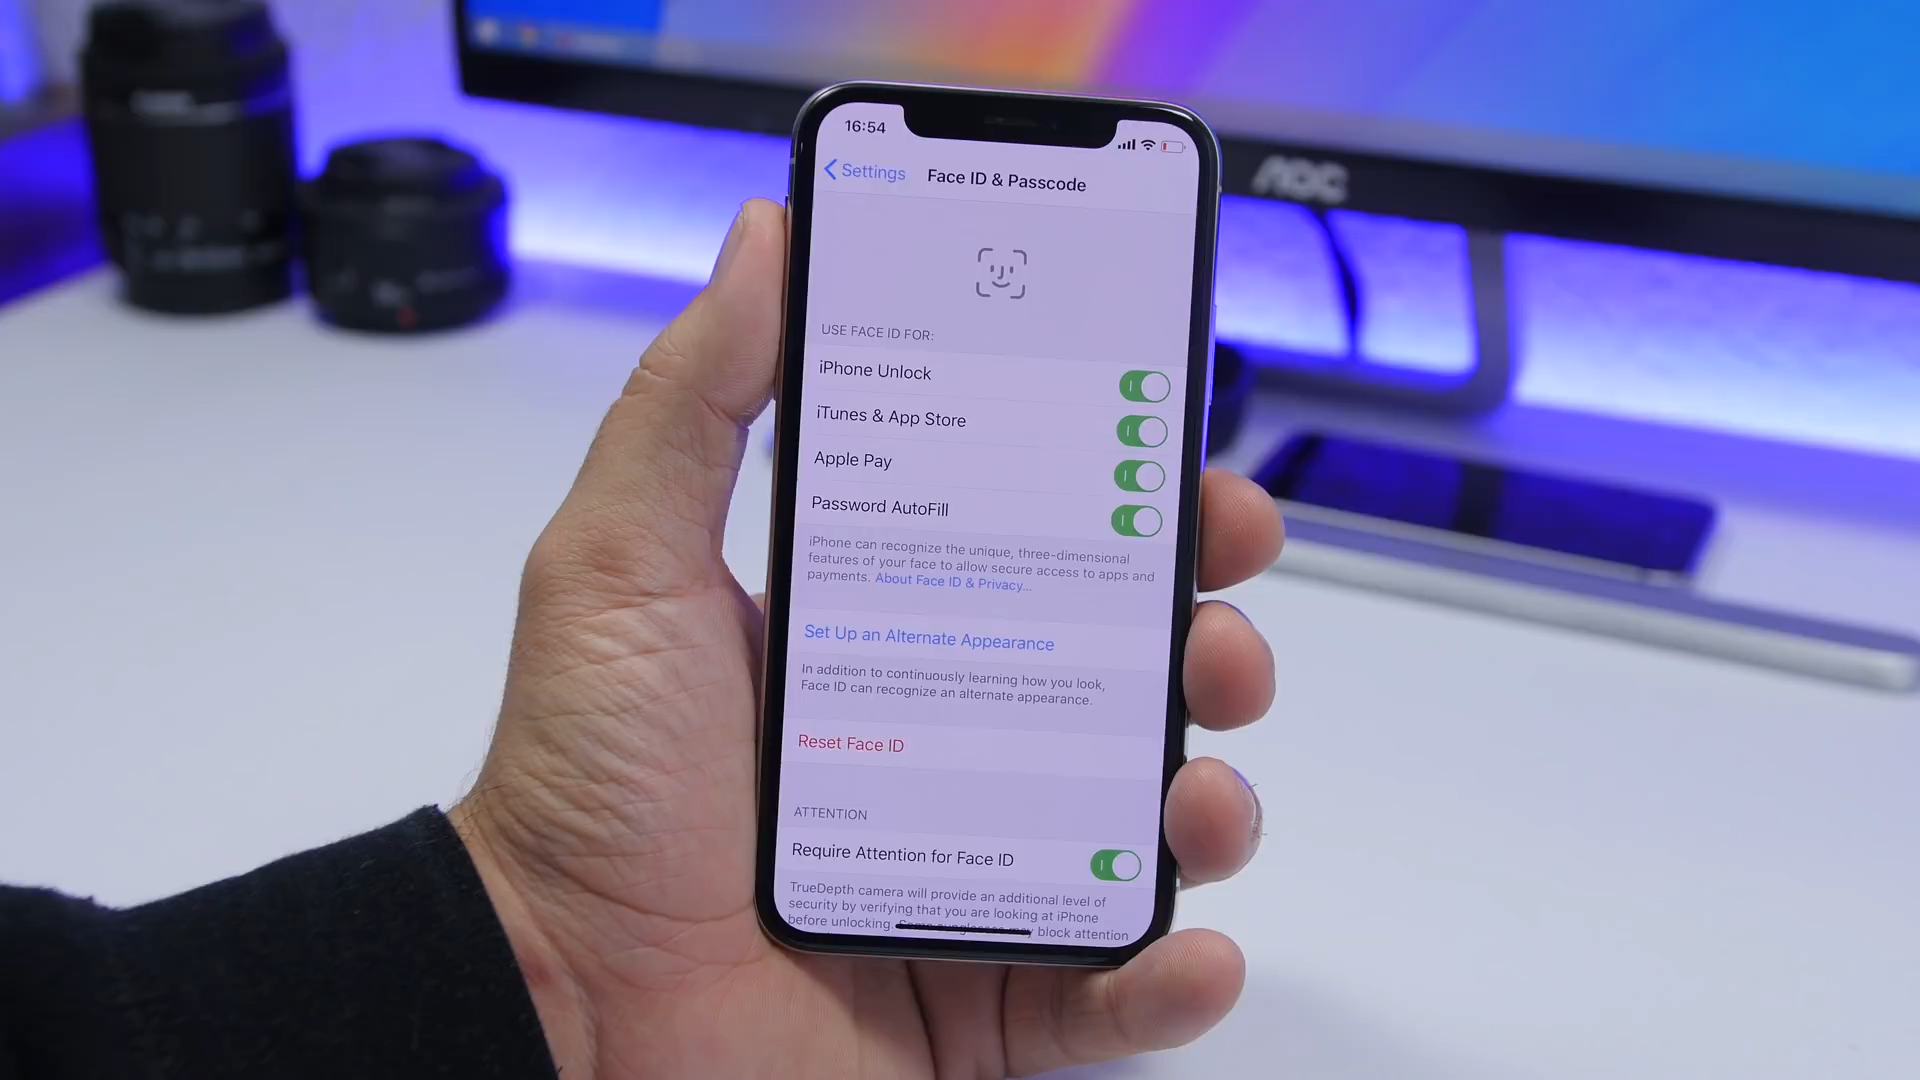 AOC
16:54
Settings
Face ID & Passcode
USE FACE ID FOR:
iPhone Unlock
iTunes & App Store
Apple Pay
Password AutoFill
iPhone can recognize the unique, three-dimensional
features of your face to allow secure access to apps and
payments. About Face ID & Privacy...
Set Up an Alternate Appearance
In addition to continuously learning how you look,
Face ID can recognize an alternate appearance.
Reset Face ID
ATTENTION
Require Attention for Face ID
TrueDepth camera will provide an additional level of
security by verifying that you are looking at iPhone
before unlocking. Some sunglasses may block attention